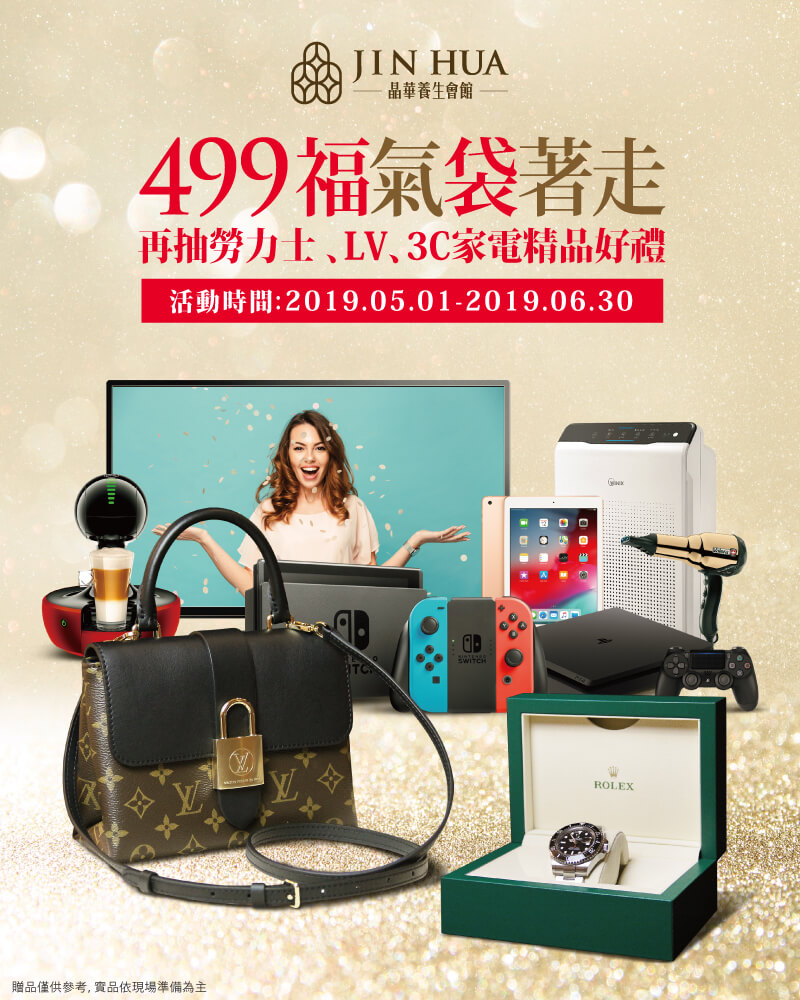 JIN HUA
晶華養生會館
499福氣袋著走
再抽勞力士、LV、3C家電精品好禮
活動時間:2019.05.01-2019.06.30
WINIX
NINTENDO
SWITCH
LV
ROLEX
贈品僅供參考, 實品依現場準備為主